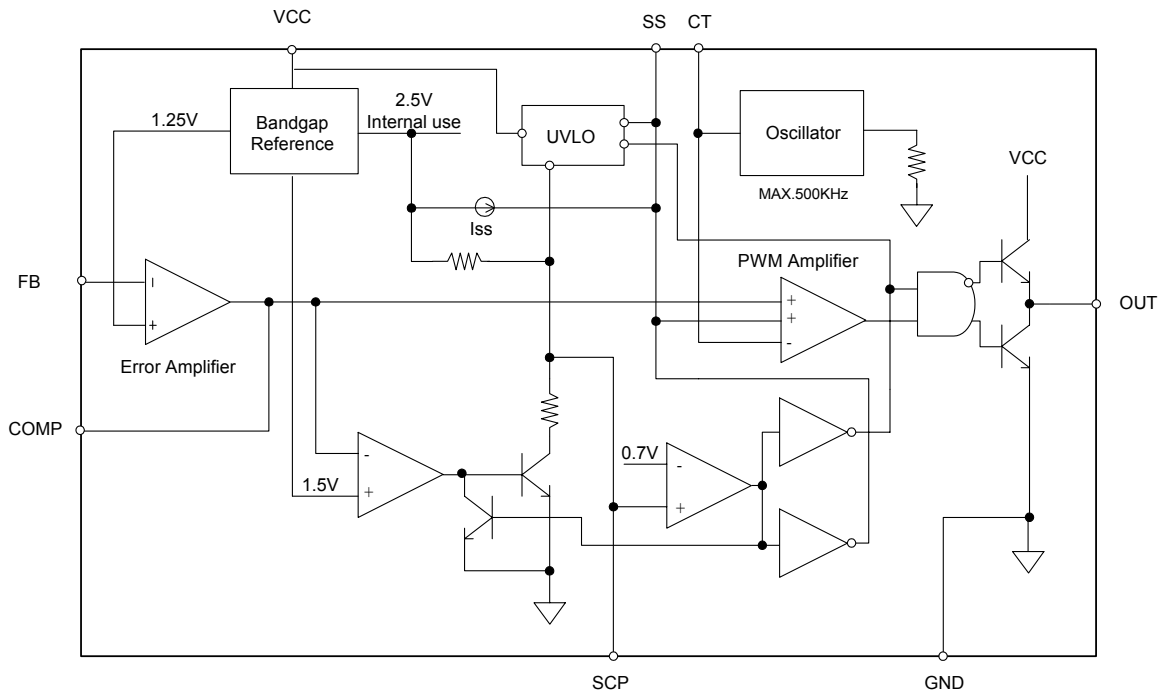 VCC
SS
CT
2.5V
Internal use
1.25V
Bandgap
Reference
UVLO
Oscillator
VCC
MAX.500KHz
Iss
PWM Amplifier
FB
-
+
+
+
-
OUT
Error Amplifier
COMP
0.7V
-
-
1.5V
+
+
SCP
GND